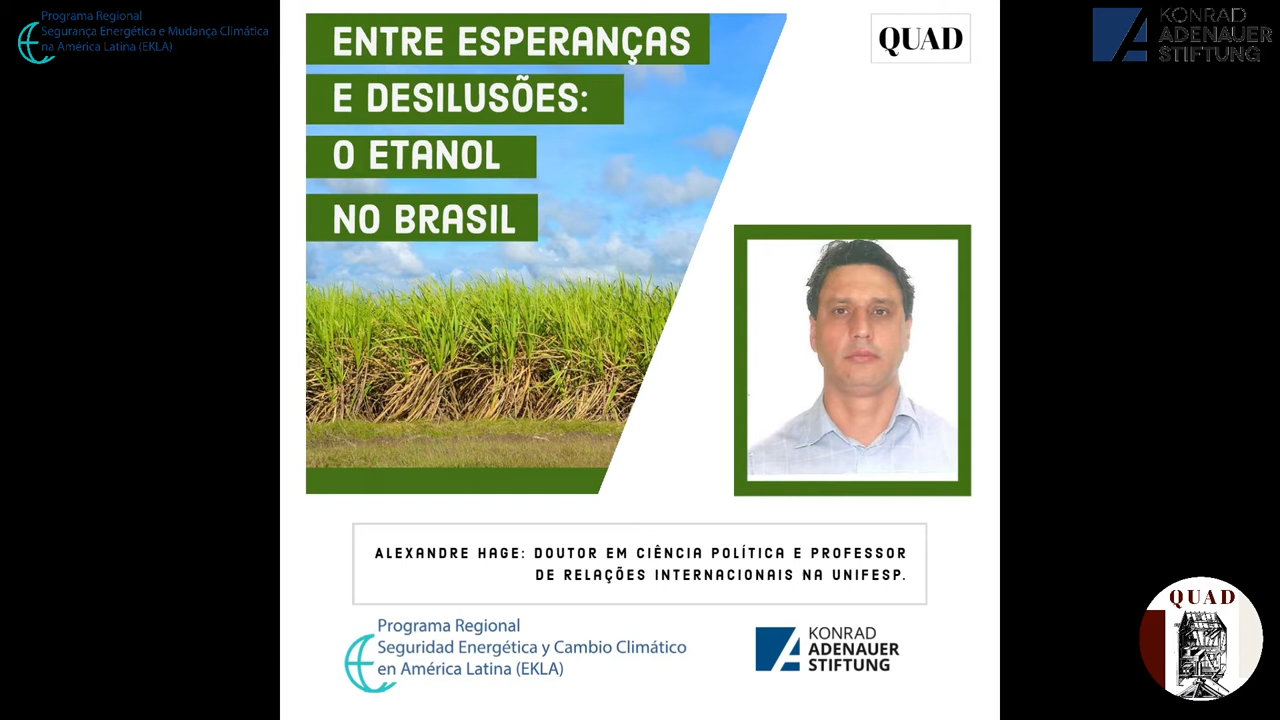 Programa Regional
Segurança Energética e Mudança Climática
na América Latina (EKLA)
KONRAD
ADENAUER
STIFTUNG
ENTRE ESPERANÇAS
E DESILUSÕES:
O ETANOL
NO BRASIL
QUAD
ALEXANDRE HAGE: DOUTOR EM CIÊNCIA POLÍTICA E PROFESSOR
DE RELAÇÕES INTERNACIONAIS NA UNIFESP.
Programa Regional
Seguridad Energética y Cambio Climático
en América Latina (EKLA)
KONRAD
ADENAUER
STIFTUNG
QUAD